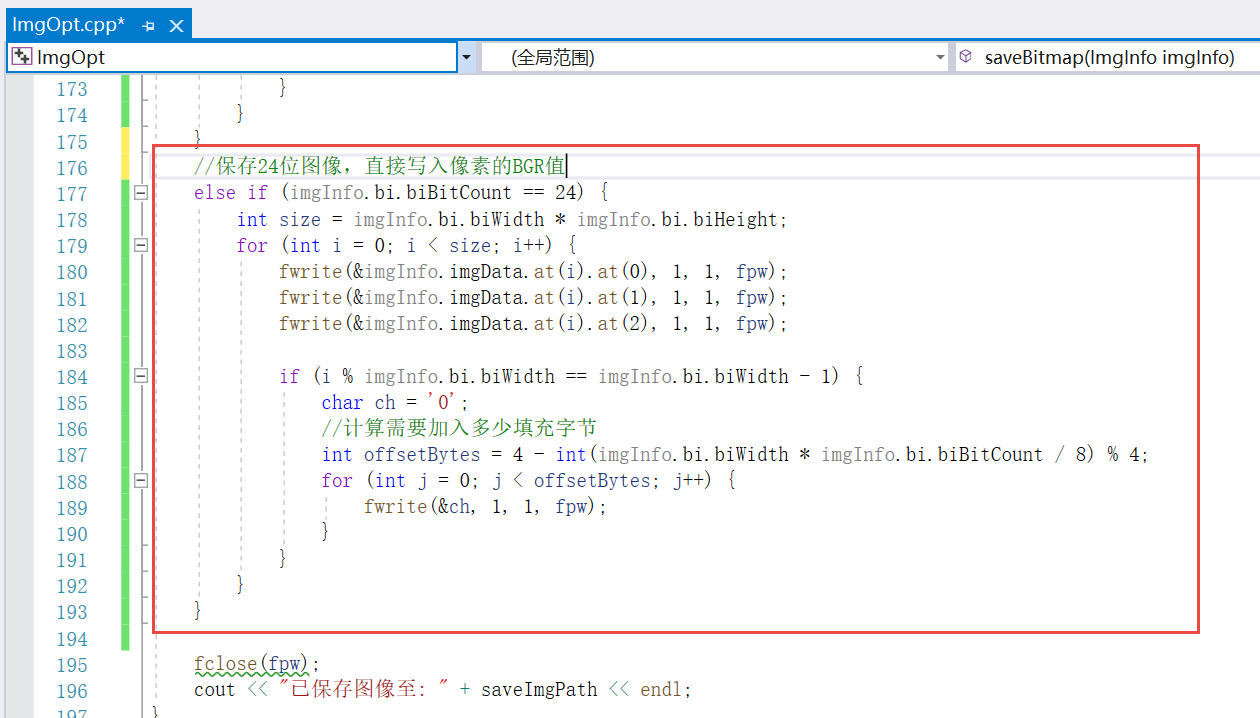 ImgOpt.cpp*
ImgOpt (全局范围) saveBitmap(ImgInfo imgInfo)
173 }
174 }
175 }
176 //保存24位图像，直接写入像素的BGR值
177 else if (imgInfo.bi.biBitCount == 24) {
178 int size = imgInfo.bi.biWidth * imgInfo.bi.biHeight;
179 for (int i = 0; i < size; i++) {
180 fwrite(&imgInfo.imgData.at(i).at(0), 1, 1, fpw);
181 fwrite(&imgInfo.imgData.at(i).at(1), 1, 1, fpw);
182 fwrite(&imgInfo.imgData.at(i).at(2), 1, 1, fpw);
183
184 if (i % imgInfo.bi.biWidth == imgInfo.bi.biWidth - 1) {
185 char ch = '0';
186 //计算需要加入多少填充字节
187 int offsetBytes = 4 - int(imgInfo.bi.biWidth * imgInfo.bi.biBitCount / 8) % 4;
188 for (int j = 0; j < offsetBytes; j++) {
189 fwrite(&ch, 1, 1, fpw);
190 }
191 }
192 }
193 }
194
195 fclose(fpw);
196 cout << "已保存图像至: " + saveImgPath << endl;
197 }